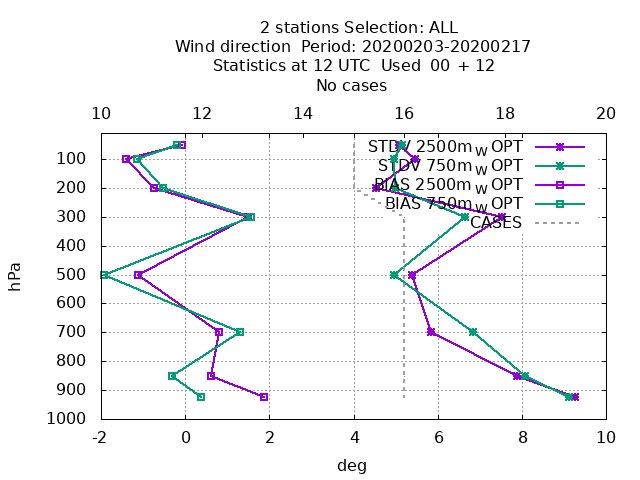 2 stations Selection: ALL
Wind direction  Period: 20200203-20200217
Statistics at 12 UTC  Used  00 + 12
No cases
10 12 14 16 18 20
STDV 2500m_W OPT
STDV 750m_W OPT
BIAS 2500m_W OPT
BIAS 750m_W OPT
CASES
100
200
300
400
500
600
700
800
900
1000
hPa
-2 0 2 4 6 8 10
deg